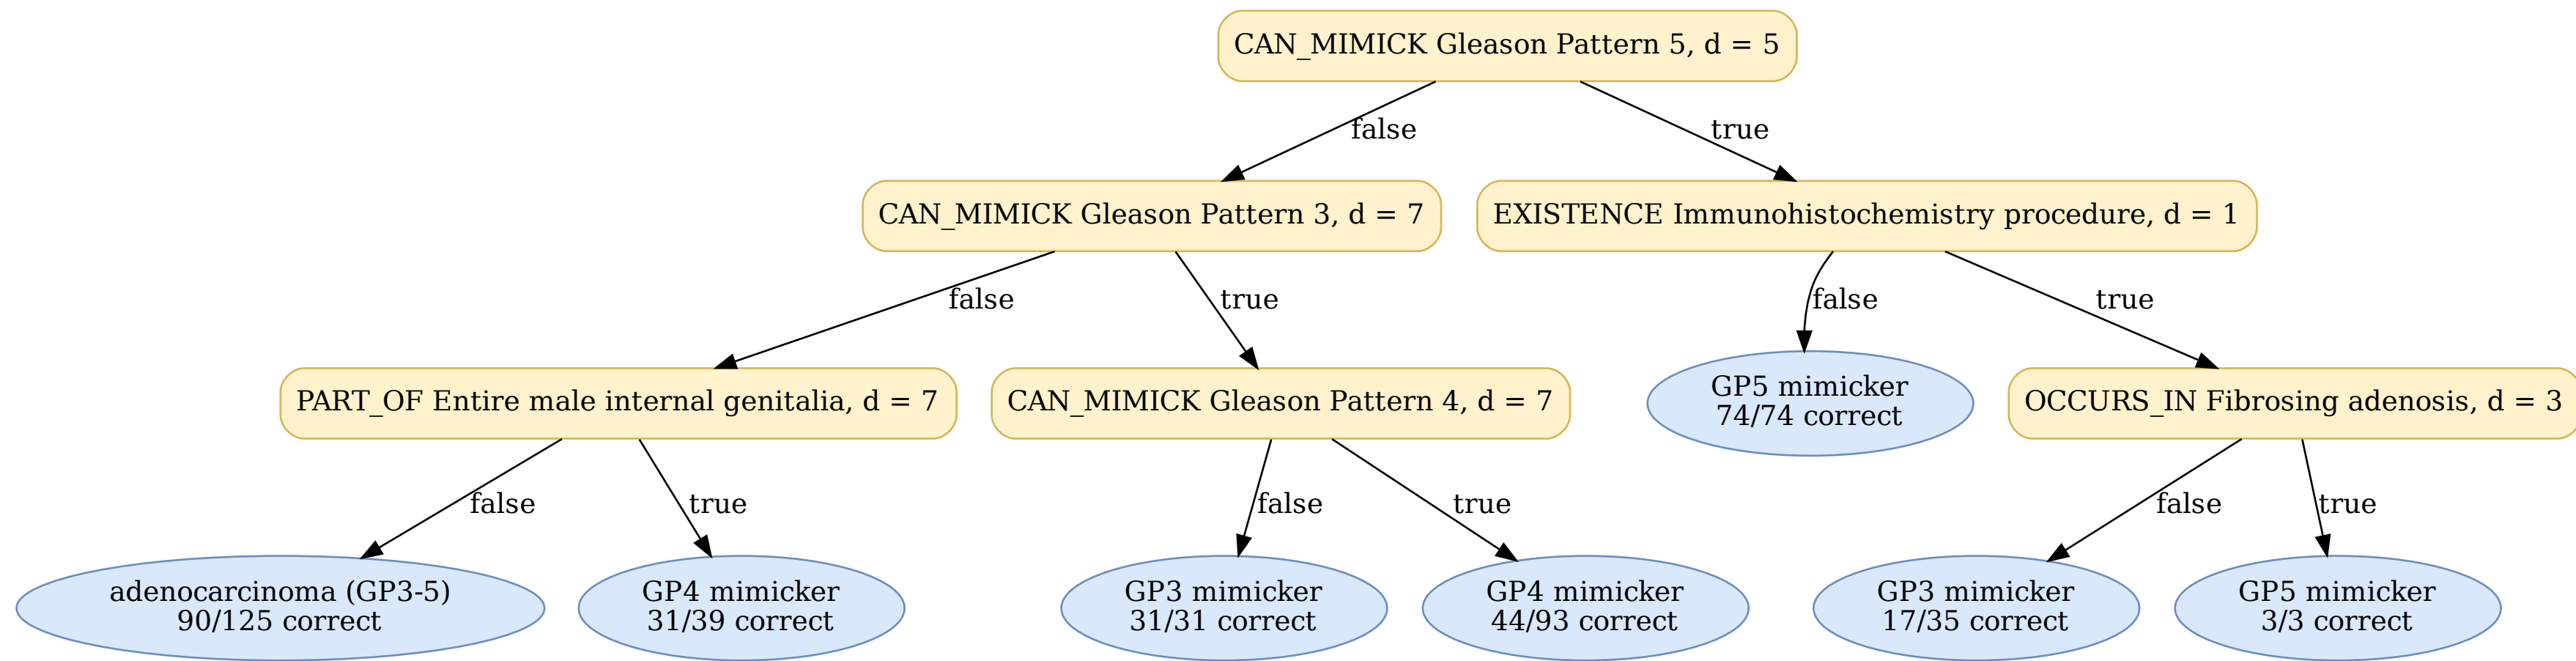 CAN_MIMICK Gleason Pattern 5, d = 5
false
true
CAN_MIMICK Gleason Pattern 3, d = 7
EXISTENCE Immunohistochemistry procedure, d = 1
false
true
false
true
PART_OF Entire male internal genitalia, d = 7
CAN_MIMICK Gleason Pattern 4, d = 7
GP5 mimicker
74/74 correct
OCCURS_IN Fibrosing adenosis, d = 3
false
true
false
true
false
true
adenocarcinoma (GP3-5)
90/125 correct
GP4 mimicker
31/39 correct
GP3 mimicker
31/31 correct
GP4 mimicker
44/93 correct
GP3 mimicker
17/35 correct
GP5 mimicker
3/3 correct